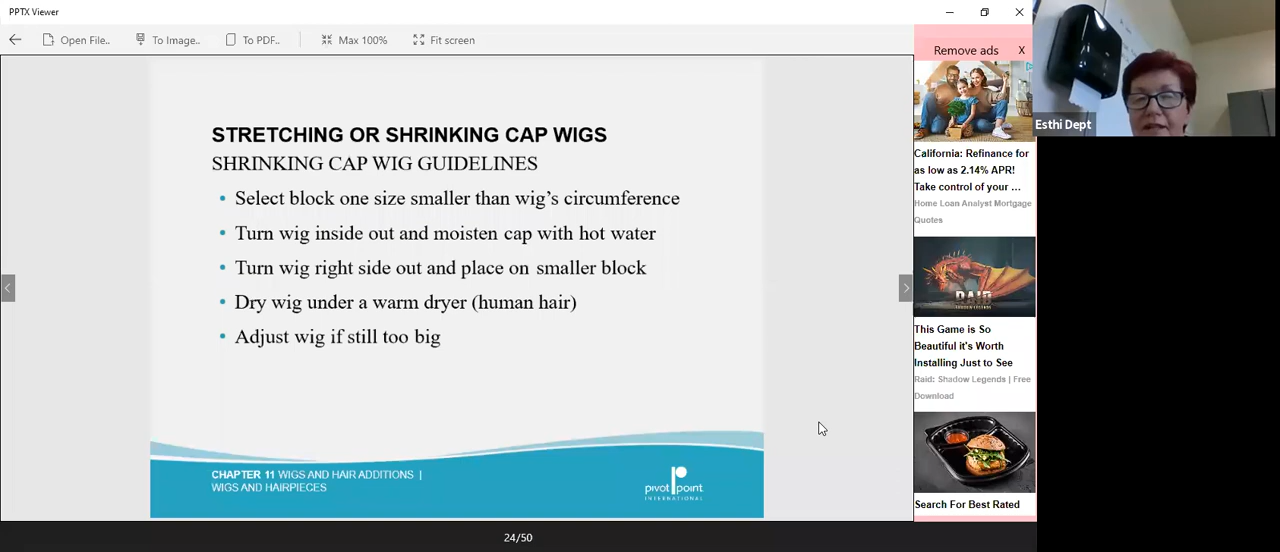 PPTX Viewer
Open File..
To Image..
To PDF..
Max 100%
Fit screen
Remove ads X
STRETCHING OR SHRINKING CAP WIGS
SHRINKING CAP WIG GUIDELINES
• Select block one size smaller than wig's circumference
• Turn wig inside out and moisten cap with hot water
• Turn wig right side out and place on smaller block
• Dry wig under a warm dryer (human hair)
• Adjust wig if still too big
CHAPTER 11 WIGS AND HAIR ADDITIONS |
WIGS AND HAIRPIECES
pivot point
INTERNATIONAL
24/50
Esthi Dept
California: Refinance for
as low as 2.14% APR!
Take control of your ...
Home Loan Analyst Mortgage
Quotes
RAID
This Game is So
Beautiful it's Worth
Installing Just to See
Raid: Shadow Legends | Free
Download
Search For Best Rated